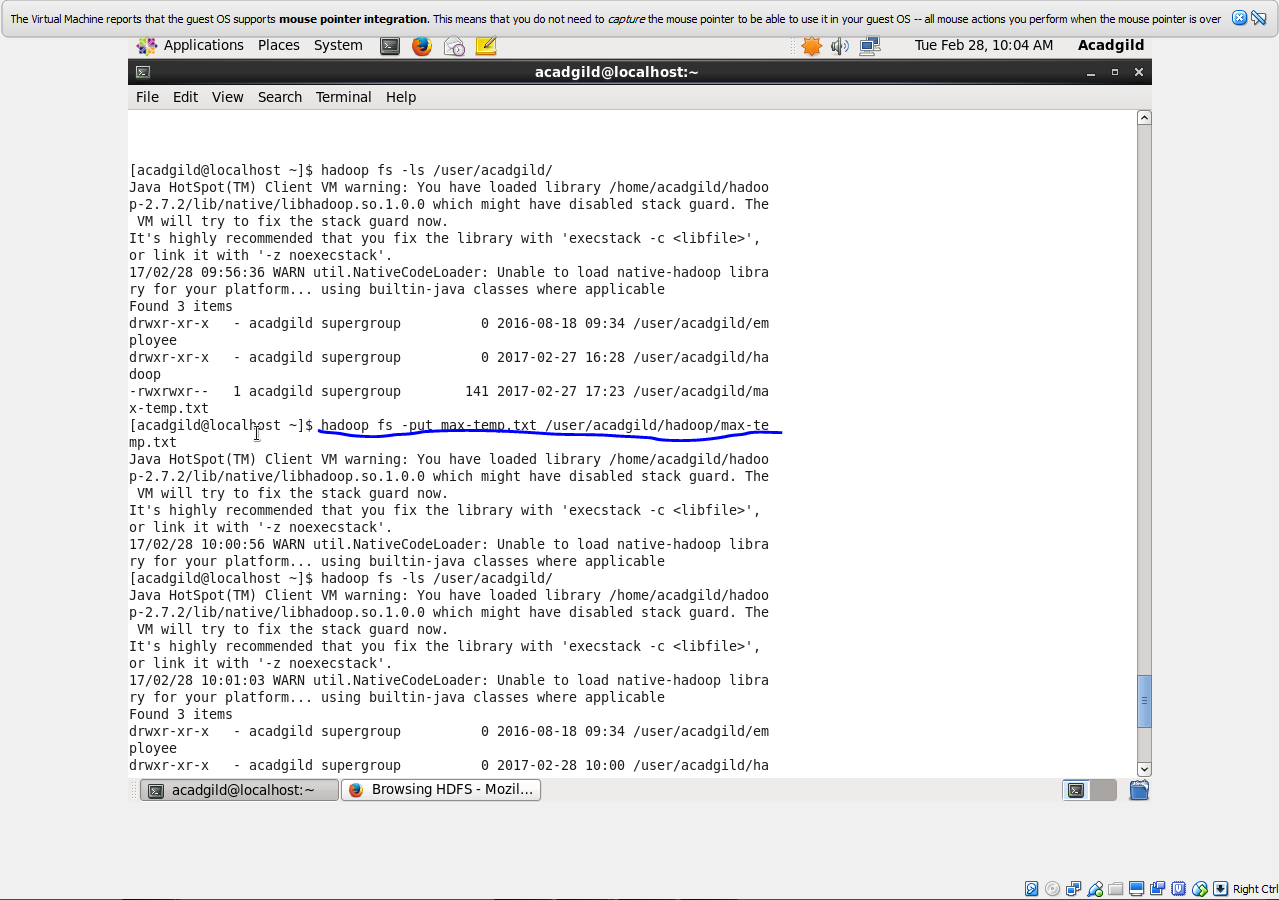 The Virtual Machine reports that the guest OS supports mouse pointer integration. This means that you do not need to capture the mouse pointer to be able to use it in your guest OS -- all mouse actions you perform when the mouse pointer is over
Applications Places System Tue Feb 28, 10:04 AM Acadgild
acadgild@localhost:~
File Edit View Search Terminal Help
[acadgild@localhost ~]$ hadoop fs -ls /user/acadgild/
Java HotSpot(TM) Client VM warning: You have loaded library /home/acadgild/hadoo
p-2.7.2/lib/native/libhadoop.so.1.0.0 which might have disabled stack guard. The
 VM will try to fix the stack guard now.
It's highly recommended that you fix the library with 'execstack -c <libfile>',
or link it with '-z noexecstack'.
17/02/28 09:56:36 WARN util.NativeCodeLoader: Unable to load native-hadoop libra
ry for your platform... using builtin-java classes where applicable
Found 3 items
drwxr-xr-x   - acadgild supergroup          0 2016-08-18 09:34 /user/acadgild/em
ployee
drwxr-xr-x   - acadgild supergroup          0 2017-02-27 16:28 /user/acadgild/ha
doop
-rwxrwxr--   1 acadgild supergroup        141 2017-02-27 17:23 /user/acadgild/ma
x-temp.txt
[acadgild@localhost ~]$ hadoop fs -put max-temp.txt /user/acadgild/hadoop/max-te
mp.txt
Java HotSpot(TM) Client VM warning: You have loaded library /home/acadgild/hadoo
p-2.7.2/lib/native/libhadoop.so.1.0.0 which might have disabled stack guard. The
 VM will try to fix the stack guard now.
It's highly recommended that you fix the library with 'execstack -c <libfile>',
or link it with '-z noexecstack'.
17/02/28 10:00:56 WARN util.NativeCodeLoader: Unable to load native-hadoop libra
ry for your platform... using builtin-java classes where applicable
[acadgild@localhost ~]$ hadoop fs -ls /user/acadgild/
Java HotSpot(TM) Client VM warning: You have loaded library /home/acadgild/hadoo
p-2.7.2/lib/native/libhadoop.so.1.0.0 which might have disabled stack guard. The
 VM will try to fix the stack guard now.
It's highly recommended that you fix the library with 'execstack -c <libfile>',
or link it with '-z noexecstack'.
17/02/28 10:01:03 WARN util.NativeCodeLoader: Unable to load native-hadoop libra
ry for your platform... using builtin-java classes where applicable
Found 3 items
drwxr-xr-x   - acadgild supergroup          0 2016-08-18 09:34 /user/acadgild/em
ployee
drwxr-xr-x   - acadgild supergroup          0 2017-02-28 10:00 /user/acadgild/ha
acadgild@localhost:~ Browsing HDFS - Mozil...
Right Ctrl